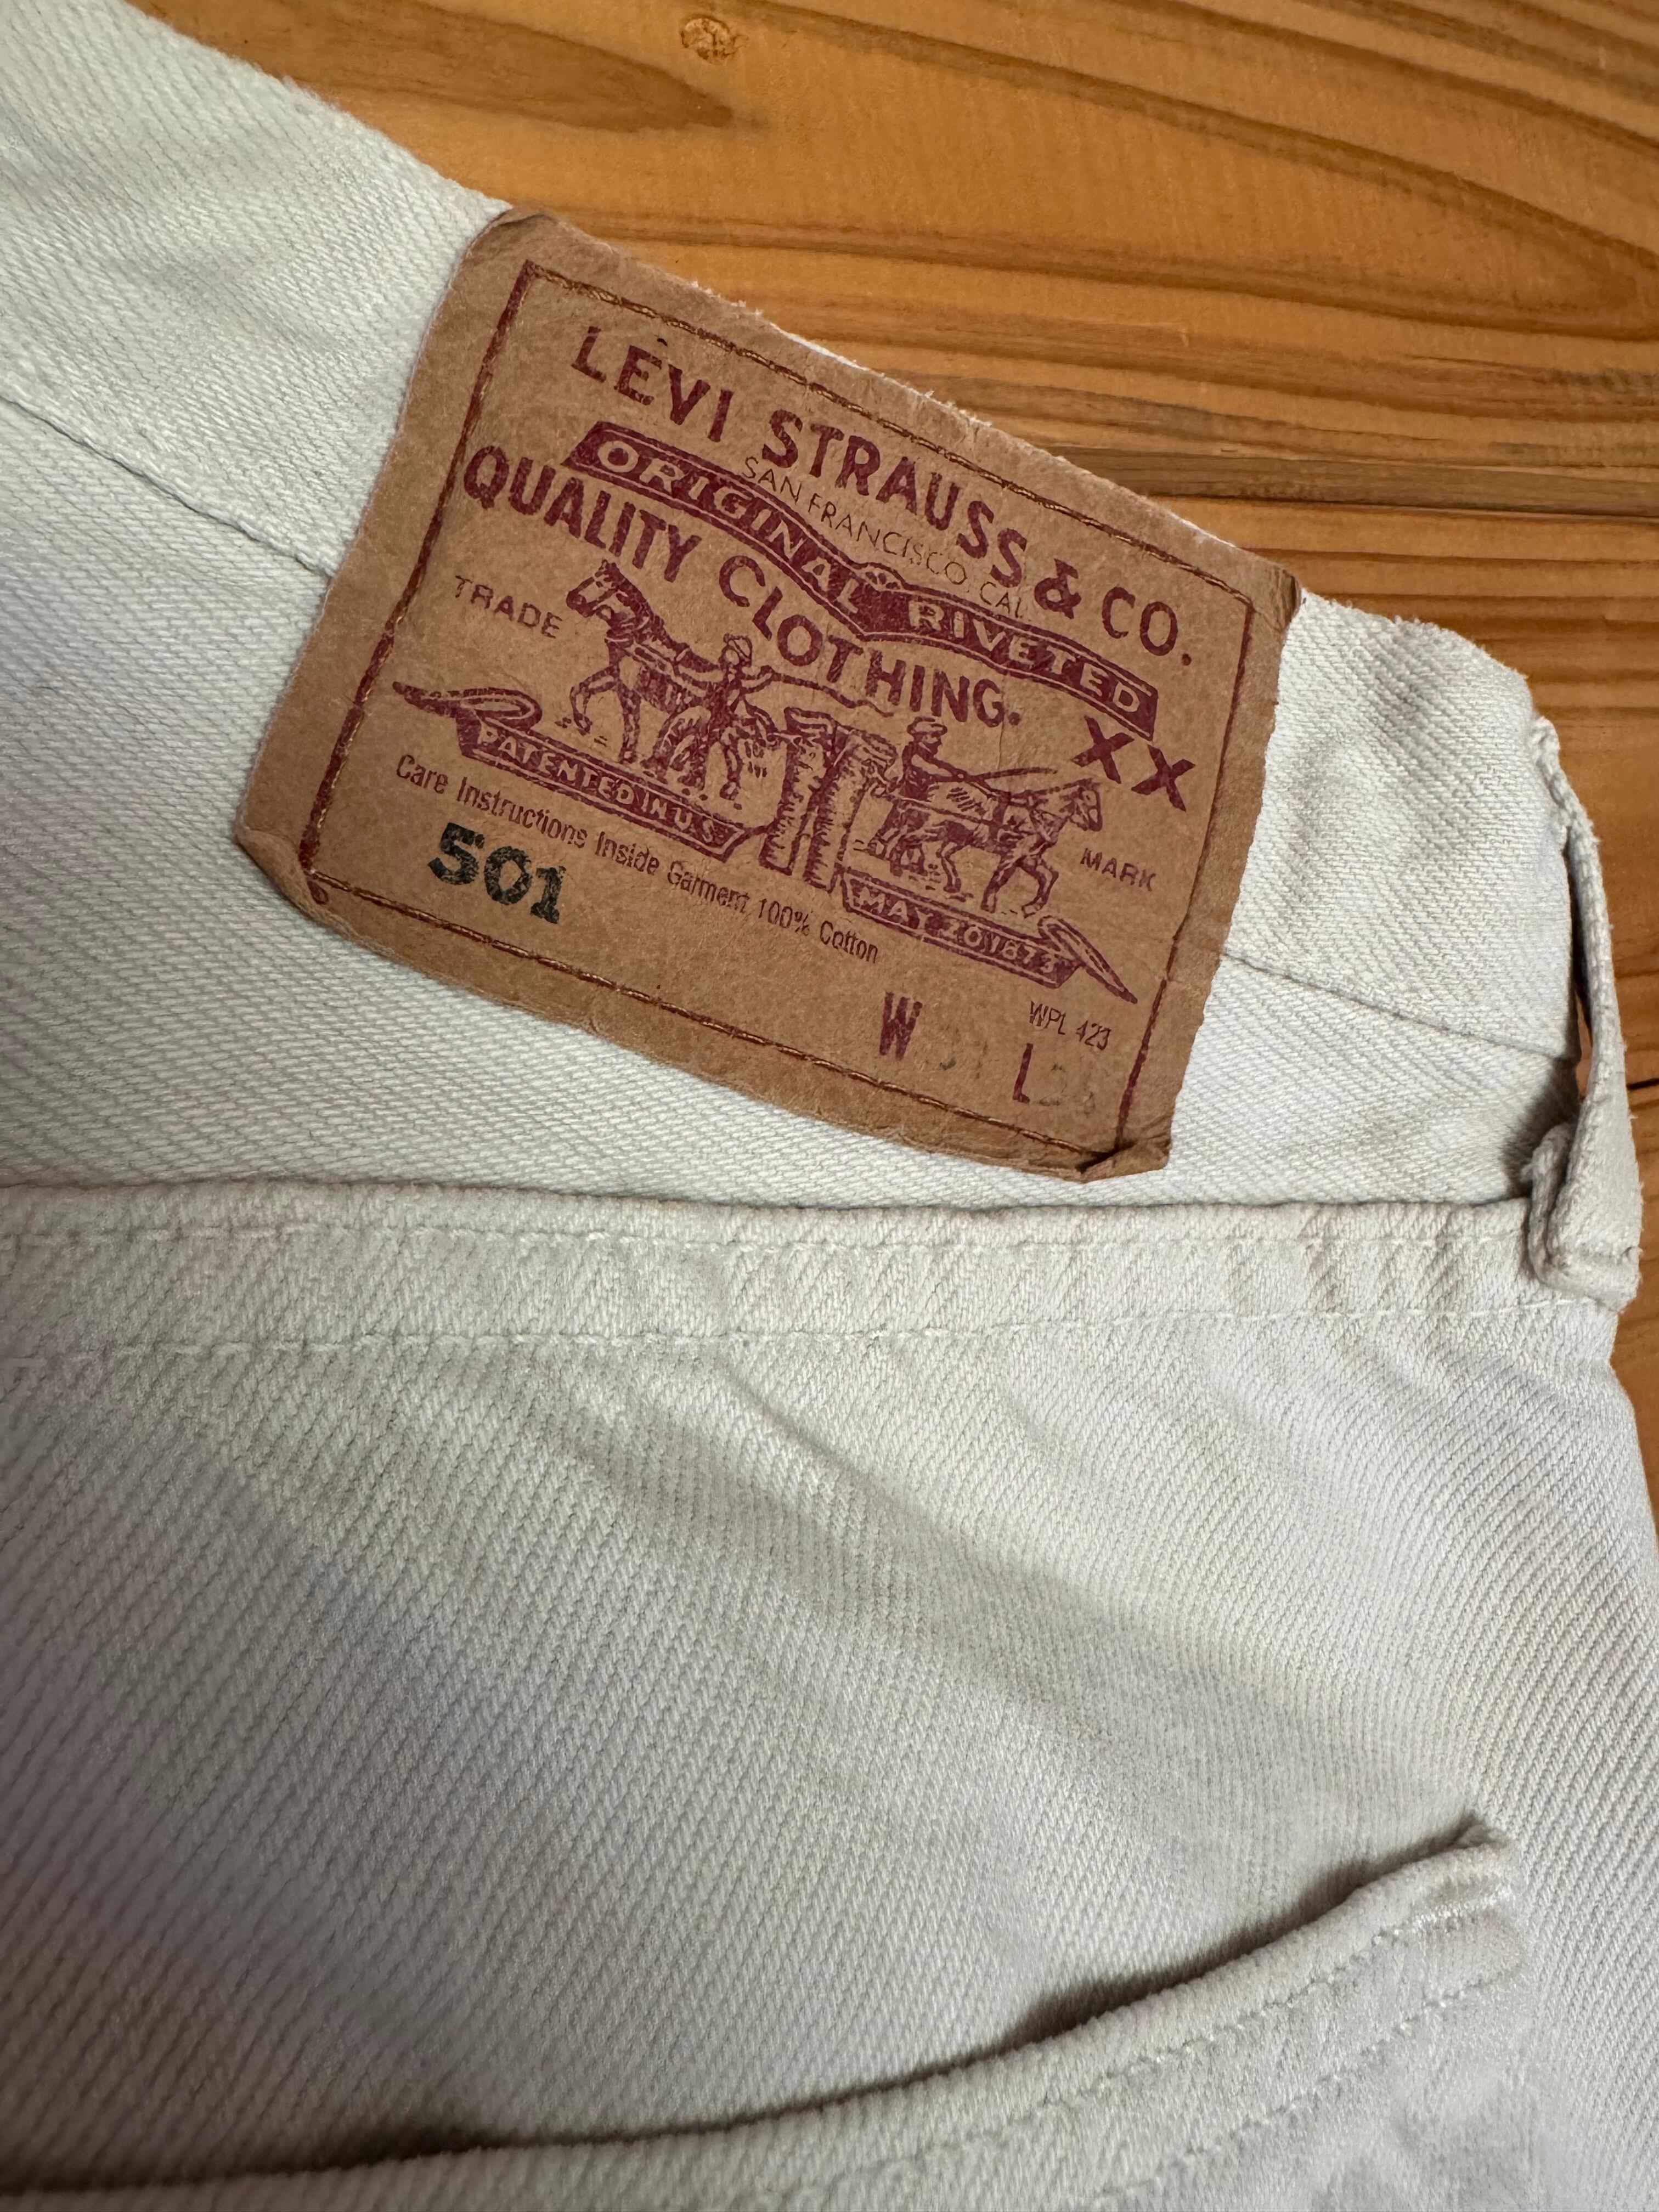 LEVI STRAUSS & CO.
SAN FRANCISCO, CAL
ORIGINAL RIVETED
QUALITY CLOTHING.
XX
TRADE
MARK
PATENTED IN U S
MAY 20 1873
Care Instructions Inside Garment 100% Cotton
WPL 423
501
W
L